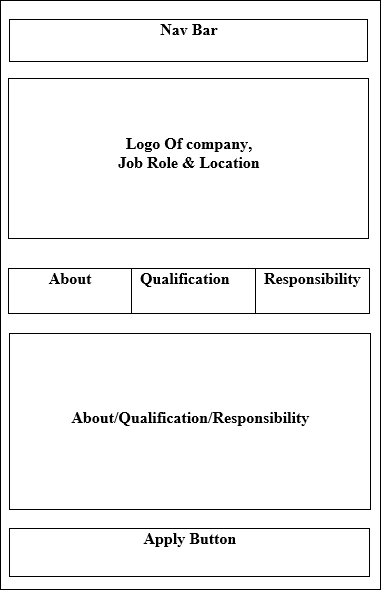 Nav Bar
Logo Of company,
Job Role & Location
About Qualification Responsibility
About/Qualification/Responsibility
Apply Button